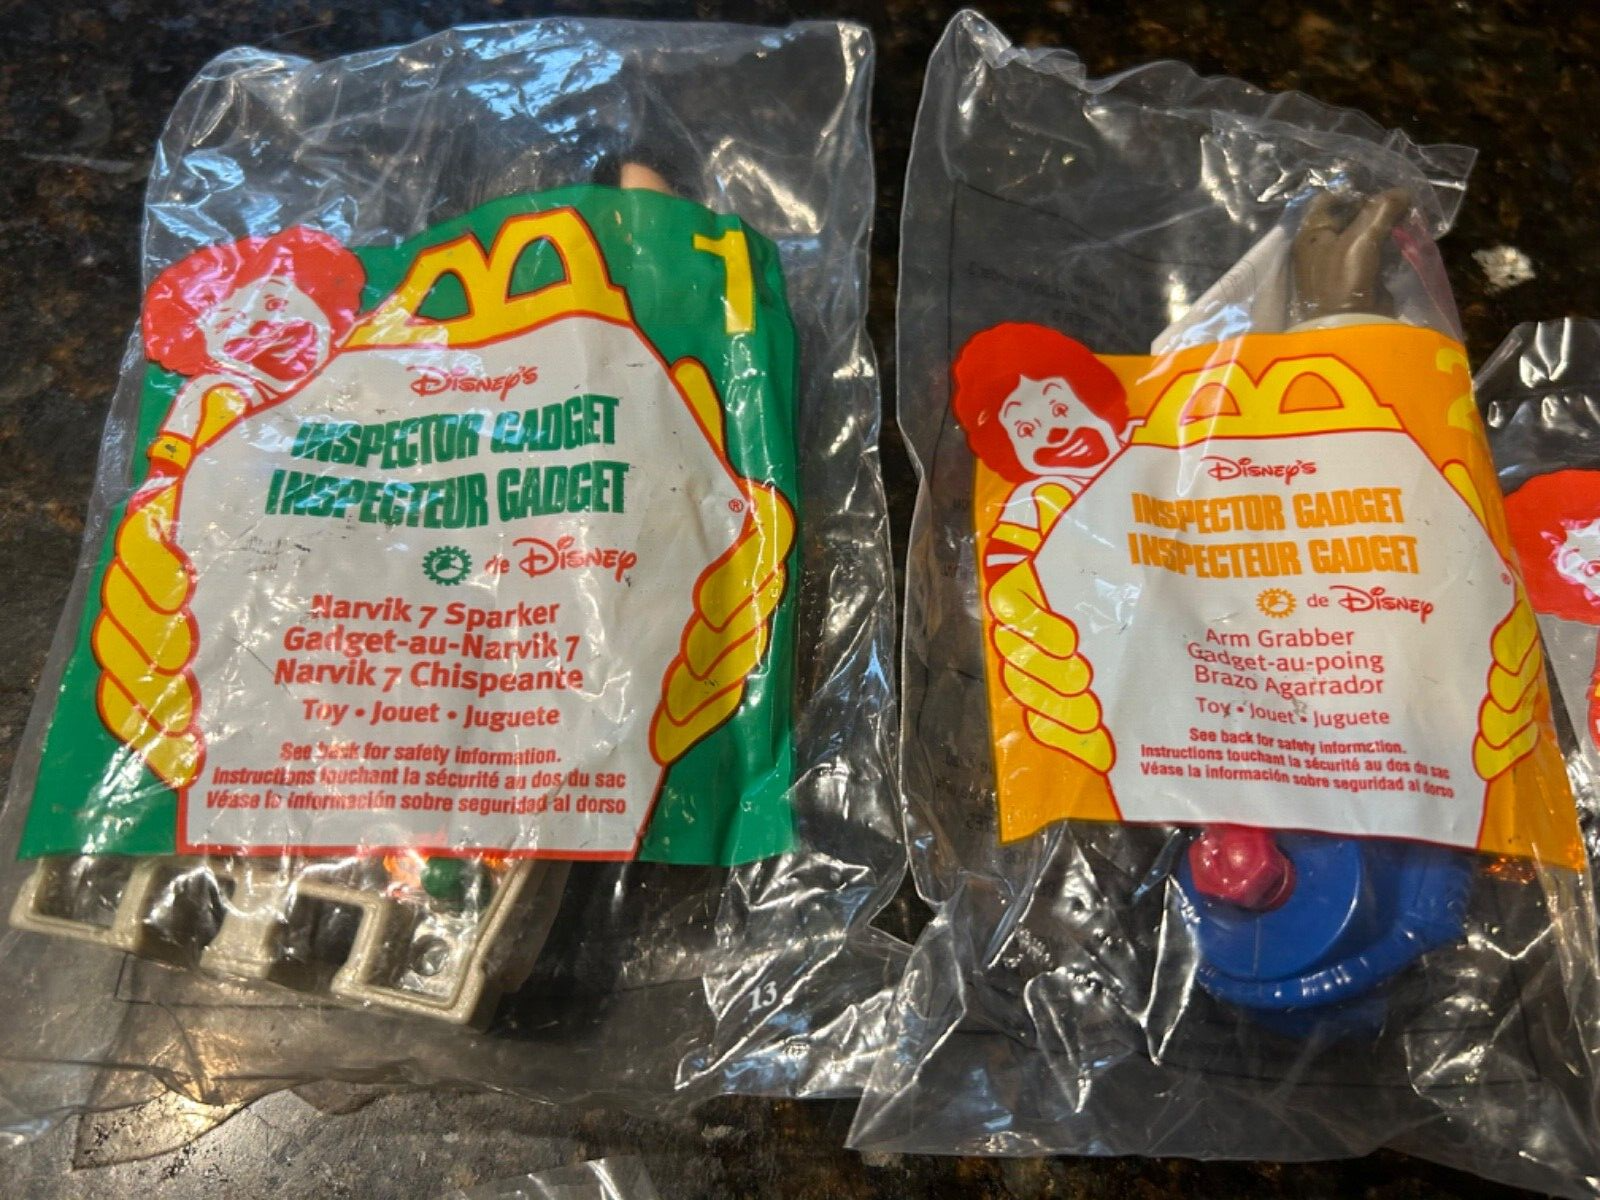 1
Disney's
INSPECTOR GADGET
INSPECTEUR GADGET
®
de Disney
Narvik 7 Sparker
Gadget-au-Narvik 7
Narvik 7 Chispeante
Toy • Jouet • Juguete
See back for safety information.
Instructions touchant la sécurité au dos du sac
Véase la información sobre seguridad al dorso
13
2
Disney's
INSPECTOR GADGET
INSPECTEUR GADGET
®
de Disney
Arm Grabber
Gadget-au-poing
Brazo Agarrador
Toy • Jouet • Juguete
See back for safety information.
Instructions touchant la sécurité au dos du sac
Véase la información sobre seguridad al dorso